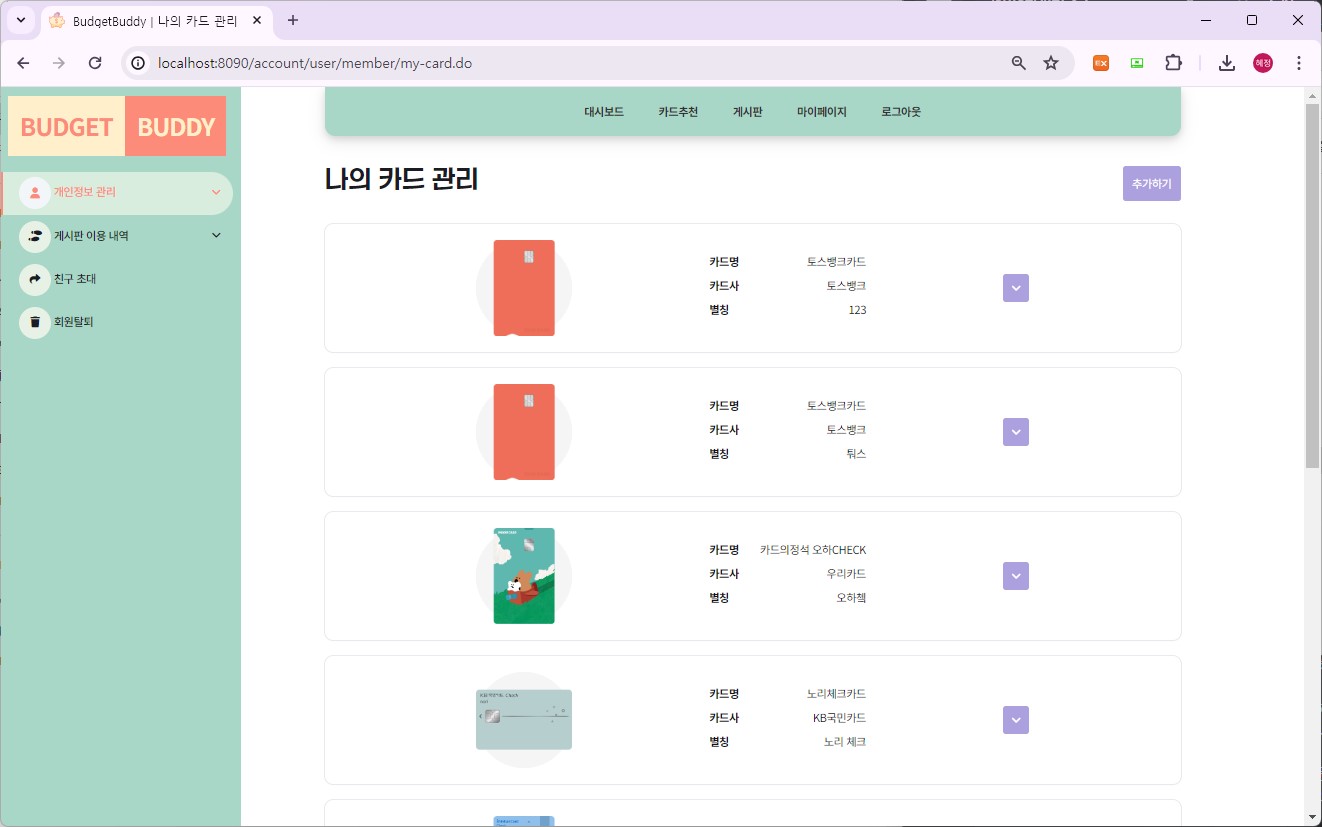 BudgetBuddy | 나의 카드 관리
localhost:8090/account/user/member/my-card.do
혜정
BUDGET BUDDY
대시보드 카드추천 게시판 마이페이지 로그아웃
개인정보 관리
게시판 이용 내역
친구 초대
회원탈퇴
나의 카드 관리
추가하기
카드명 토스뱅크카드
카드사 토스뱅크
별칭 123
카드명 토스뱅크카드
카드사 토스뱅크
별칭 퉈스
카드명 카드의정석 오하CHECK
카드사 우리카드
별칭 오하첵
카드명 노리체크카드
카드사 KB국민카드
별칭 노리 체크